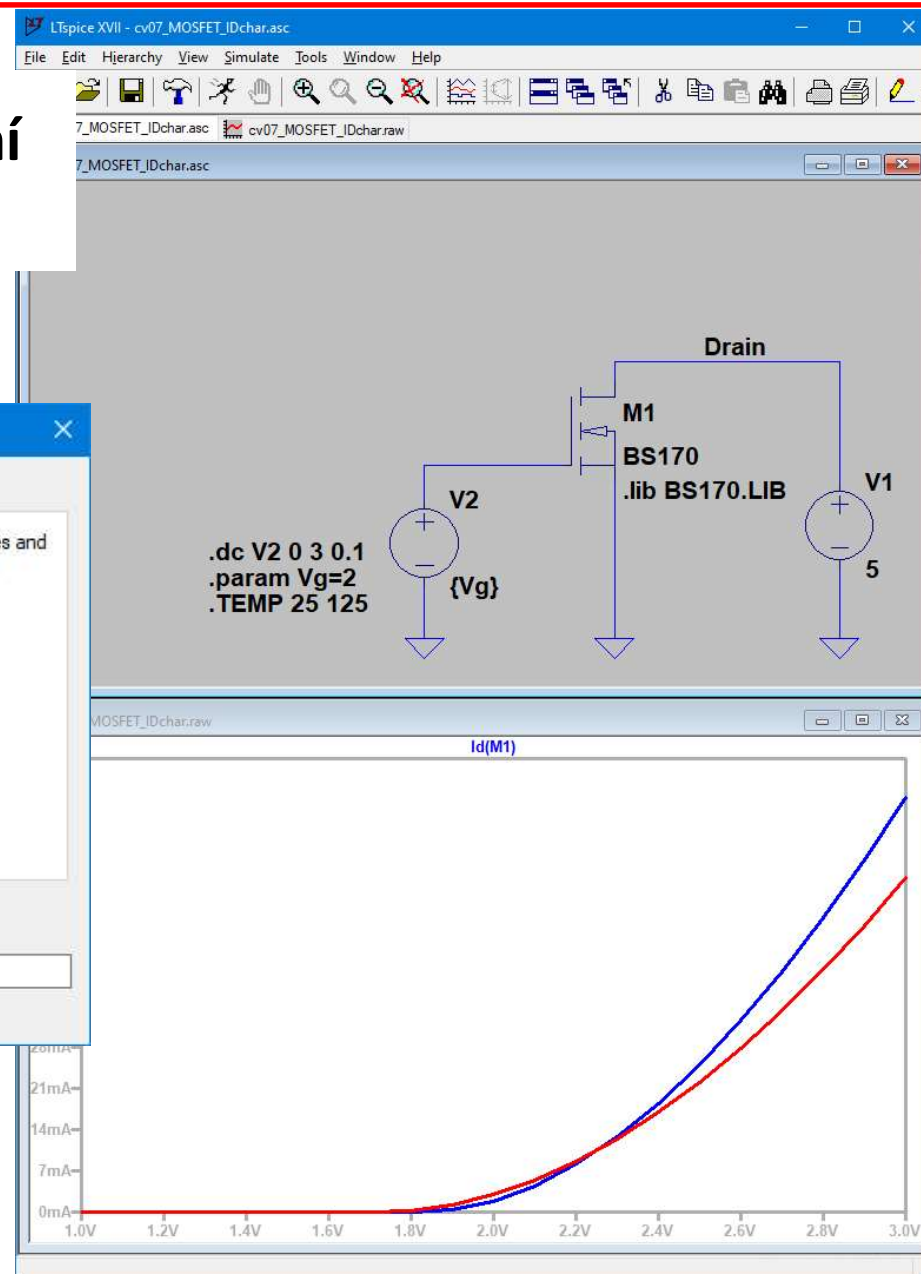 LTspice XVII - cv07_MOSFET_IDchar.asc
File Edit Hierarchy View Simulate Tools Window Help
ní
7_MOSFET_IDchar.asc cv07_MOSFET_IDchar.raw
7_MOSFET_IDchar.asc
Drain
M1
BS170
.lib BS170.LIB
V1
5
V2
{Vg}
.dc V2 0 3 0.1
.param Vg=2
.TEMP 25 125
es and
MOSFET_IDchar.raw
Id(M1)
28mA
21mA
14mA
7mA
0mA
1.0V 1.2V 1.4V 1.6V 1.8V 2.0V 2.2V 2.4V 2.6V 2.8V 3.0V